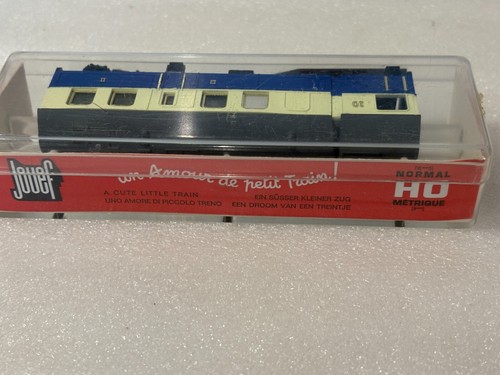 Jouef
un Amour de petit Train!
A CUTE LITTLE TRAIN
UNO AMORE DI PICCOLO TRENO
EIN SÜSSER KLEINER ZUG
EEN DROOM VAN EEN TREINTJE
NORMAL
HO
MÉTRIQUE